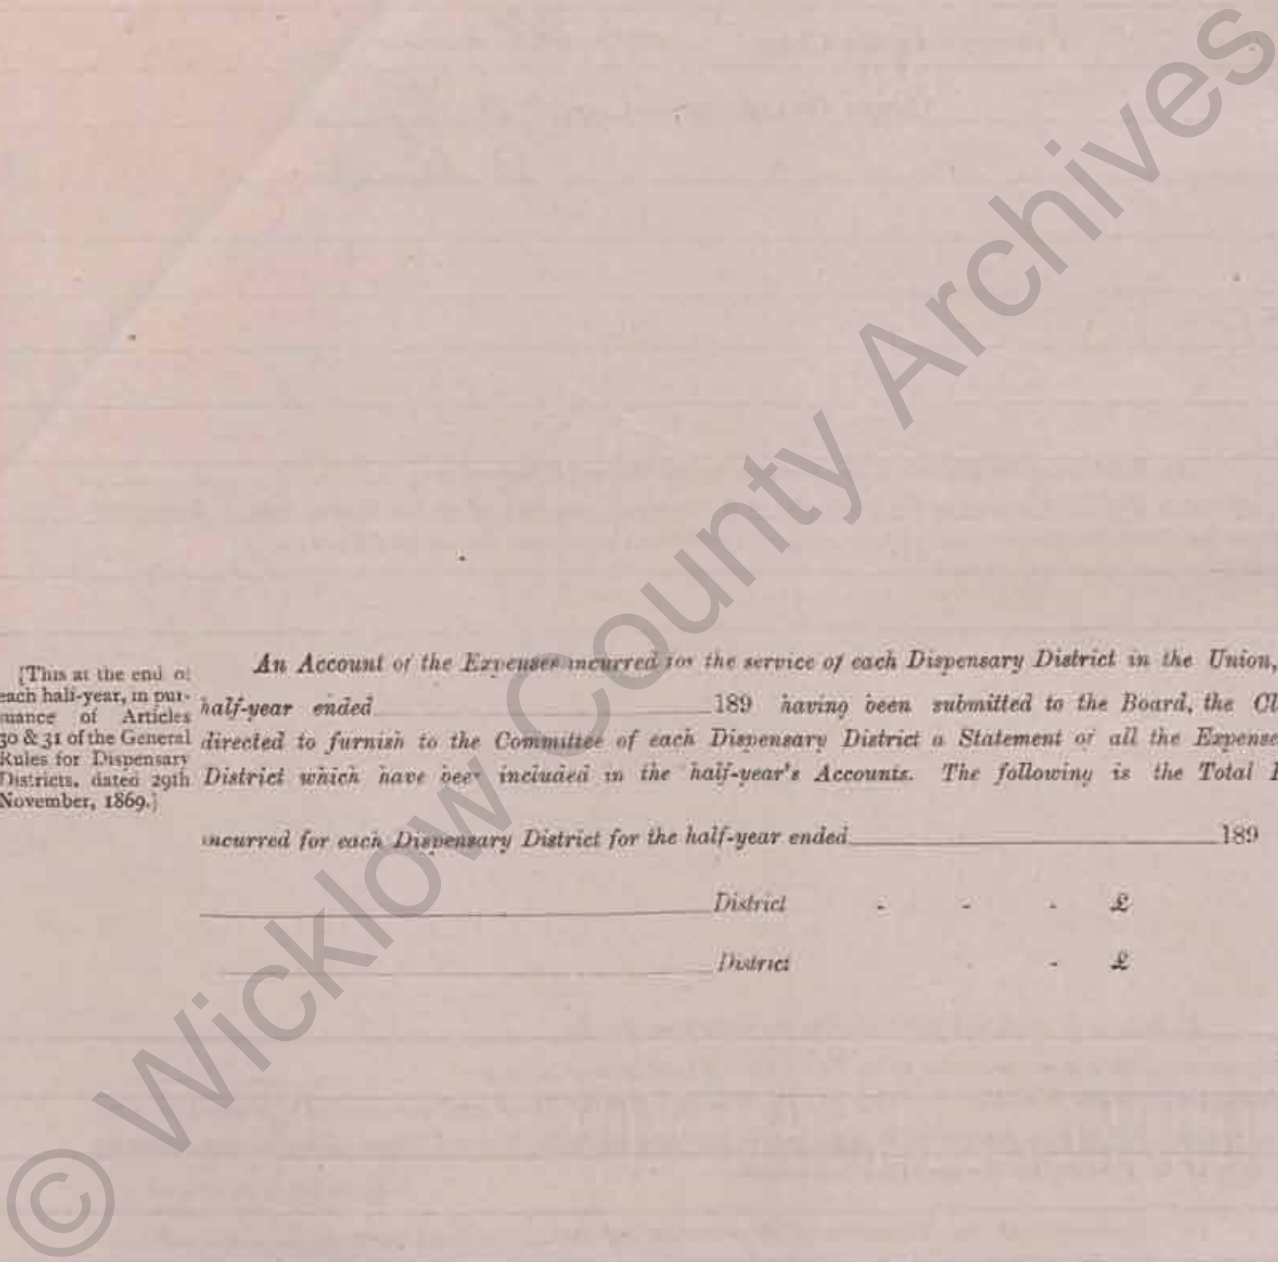 [This at the end of
each half-year, in pur-
suance of Articles
30 & 31 of the General
Rules for Dispensary
Districts, dated 29th
November, 1869.]
An Account of the Expenses incurred for the service of each Dispensary District in the Union,
half-year ended 189 having been submitted to the Board, the Cl
directed to furnish to the Committee of each Dispensary District a Statement of all the Expense
District which have been included in the half-year's Accounts. The following is the Total
incurred for each Dispensary District for the half-year ended 189
District - - - £
District - £
© Wicklow County Archives